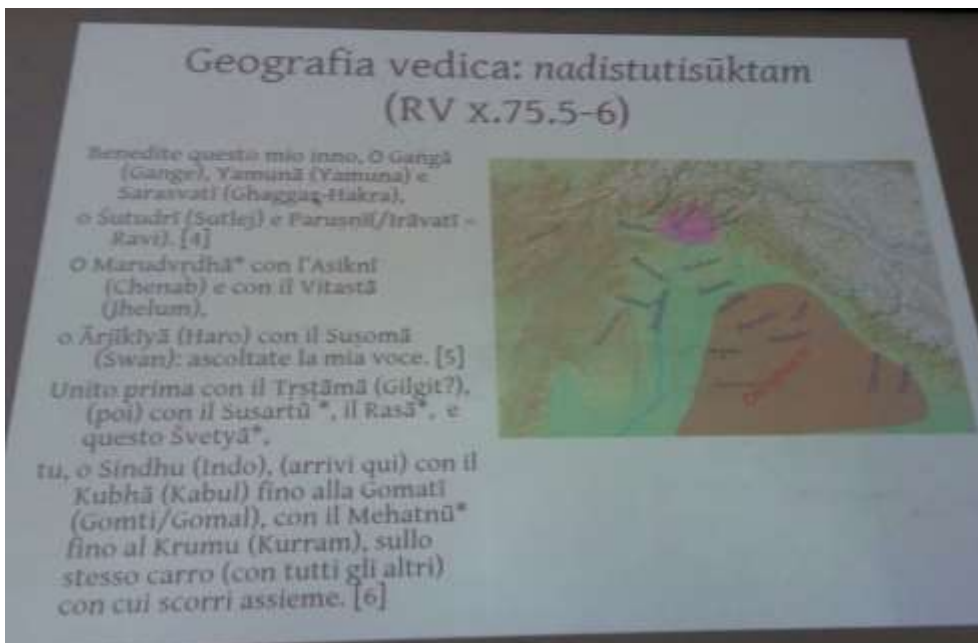 Geografia vedica: nadistutisūktam
(RV x.75.5-6)
Benedite questo mio inno, O Gaṅgā
(Gange), Yamunā (Yamuna) e
Sarasvatī (Ghaggaṛ-Hakra),
o Śutudrī (Sutlej) e Paruṣṇī/Irāvatī –
Ravi). [4]
O Marudvṛdhā* con l'Asiknī
(Chenab) e con il Vitastā
(Jhelum),
o Ārjīkīyā (Haro) con il Suṣomā
(Swan): ascoltate la mia voce. [5]
Unito prima con il Tṛṣṭāmā (Gilgit?),
(poi) con il Susartū *, il Rasā*, e
questo Śvetyā*,
tu, o Sindhu (Indo), (arrivi qui) con il
Kubhā (Kabul) fino alla Gomatī
(Gomti/Gomal), con il Mehatnū*
fino al Krumu (Kurram), sullo
stesso carro (con tutti gli altri)
con cui scorri assieme. [6]